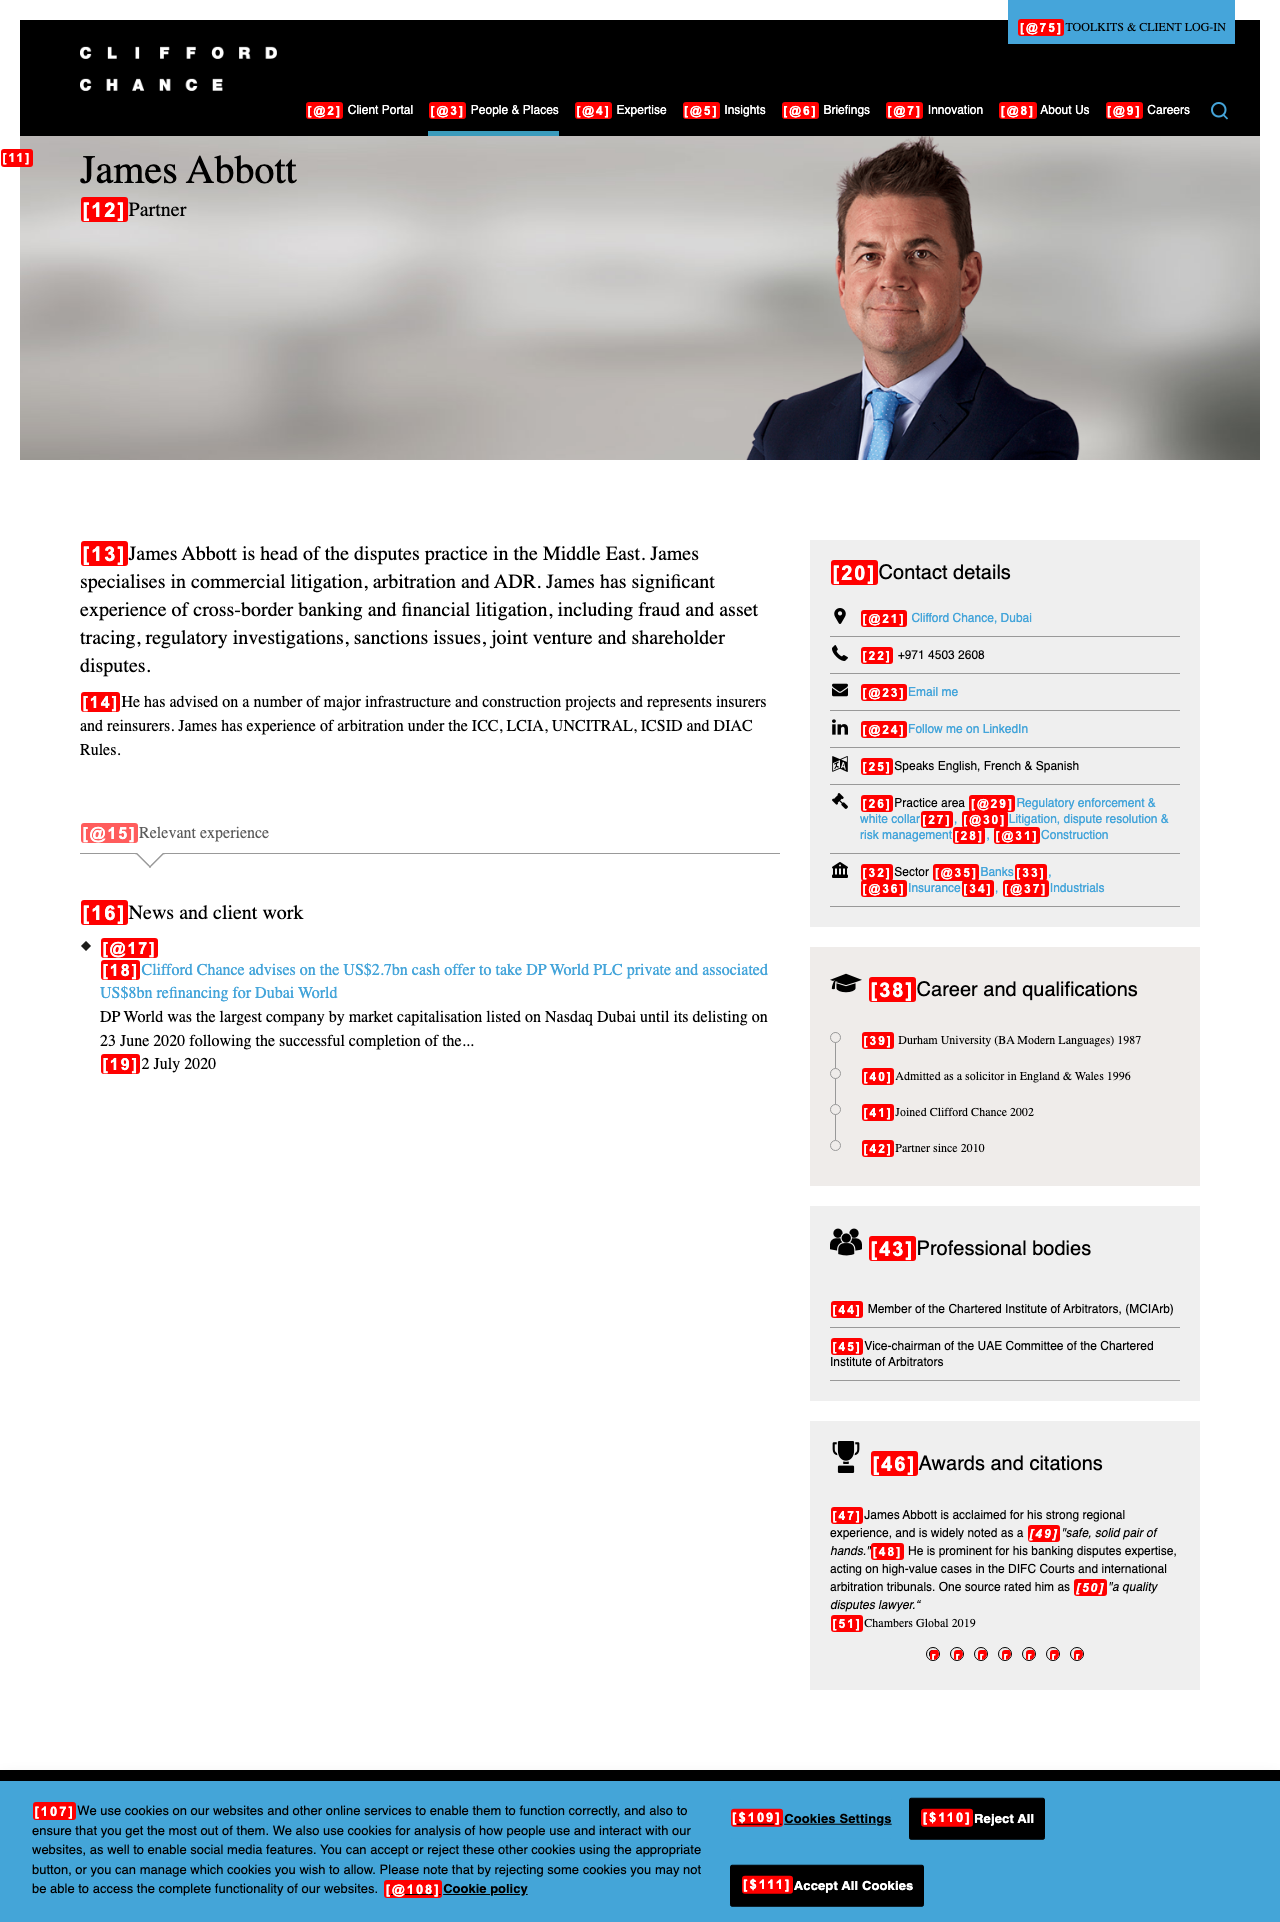 [@75] TOOLKITS & CLIENT LOG-IN
CLIFFORD
CHANCE
[@2] Client Portal [@3] People & Places [@4] Expertise [@5] Insights [@6] Briefings [@7] Innovation [@8] About Us [@9] Careers
[11]
James Abbott
[12]Partner
[13]James Abbott is head of the disputes practice in the Middle East. James
specialises in commercial litigation, arbitration and ADR. James has significant
experience of cross-border banking and financial litigation, including fraud and asset
tracing, regulatory investigations, sanctions issues, joint venture and shareholder
disputes.
[14]He has advised on a number of major infrastructure and construction projects and represents insurers
and reinsurers. James has experience of arbitration under the ICC, LCIA, UNCITRAL, ICSID and DIAC
Rules.
[@15]Relevant experience
[16]News and client work
[@17]
[18]Clifford Chance advises on the US$2.7bn cash offer to take DP World PLC private and associated
US$8bn refinancing for Dubai World
DP World was the largest company by market capitalisation listed on Nasdaq Dubai until its delisting on
23 June 2020 following the successful completion of the...
[19]2 July 2020
[20]Contact details
[@21] Clifford Chance, Dubai
[22] +971 4503 2608
[@23]Email me
[@24]Follow me on LinkedIn
[25]Speaks English, French & Spanish
[26]Practice area [@29]Regulatory enforcement &
white collar[27], [@30]Litigation, dispute resolution &
risk management[28], [@31]Construction
[32]Sector [@35]Banks[33],
[@36]Insurance[34], [@37]Industrials
[38]Career and qualifications
[39] Durham University (BA Modern Languages) 1987
[40]Admitted as a solicitor in England & Wales 1996
[41]Joined Clifford Chance 2002
[42]Partner since 2010
[43]Professional bodies
[44] Member of the Chartered Institute of Arbitrators, (MCIArb)
[45]Vice-chairman of the UAE Committee of the Chartered
Institute of Arbitrators
[46]Awards and citations
[47]James Abbott is acclaimed for his strong regional
experience, and is widely noted as a [49]"safe, solid pair of
hands."[48] He is prominent for his banking disputes expertise,
acting on high-value cases in the DIFC Courts and international
arbitration tribunals. One source rated him as [50]"a quality
disputes lawyer.“
[51]Chambers Global 2019
[107]We use cookies on our websites and other online services to enable them to function correctly, and also to
ensure that you get the most out of them. We also use cookies for analysis of how people use and interact with our
websites, as well to enable social media features. You can accept or reject these other cookies using the appropriate
button, or you can manage which cookies you wish to allow. Please note that by rejecting some cookies you may not
be able to access the complete functionality of our websites. [@108]Cookie policy
[$109]Cookies Settings [$110]Reject All
[$111]Accept All Cookies